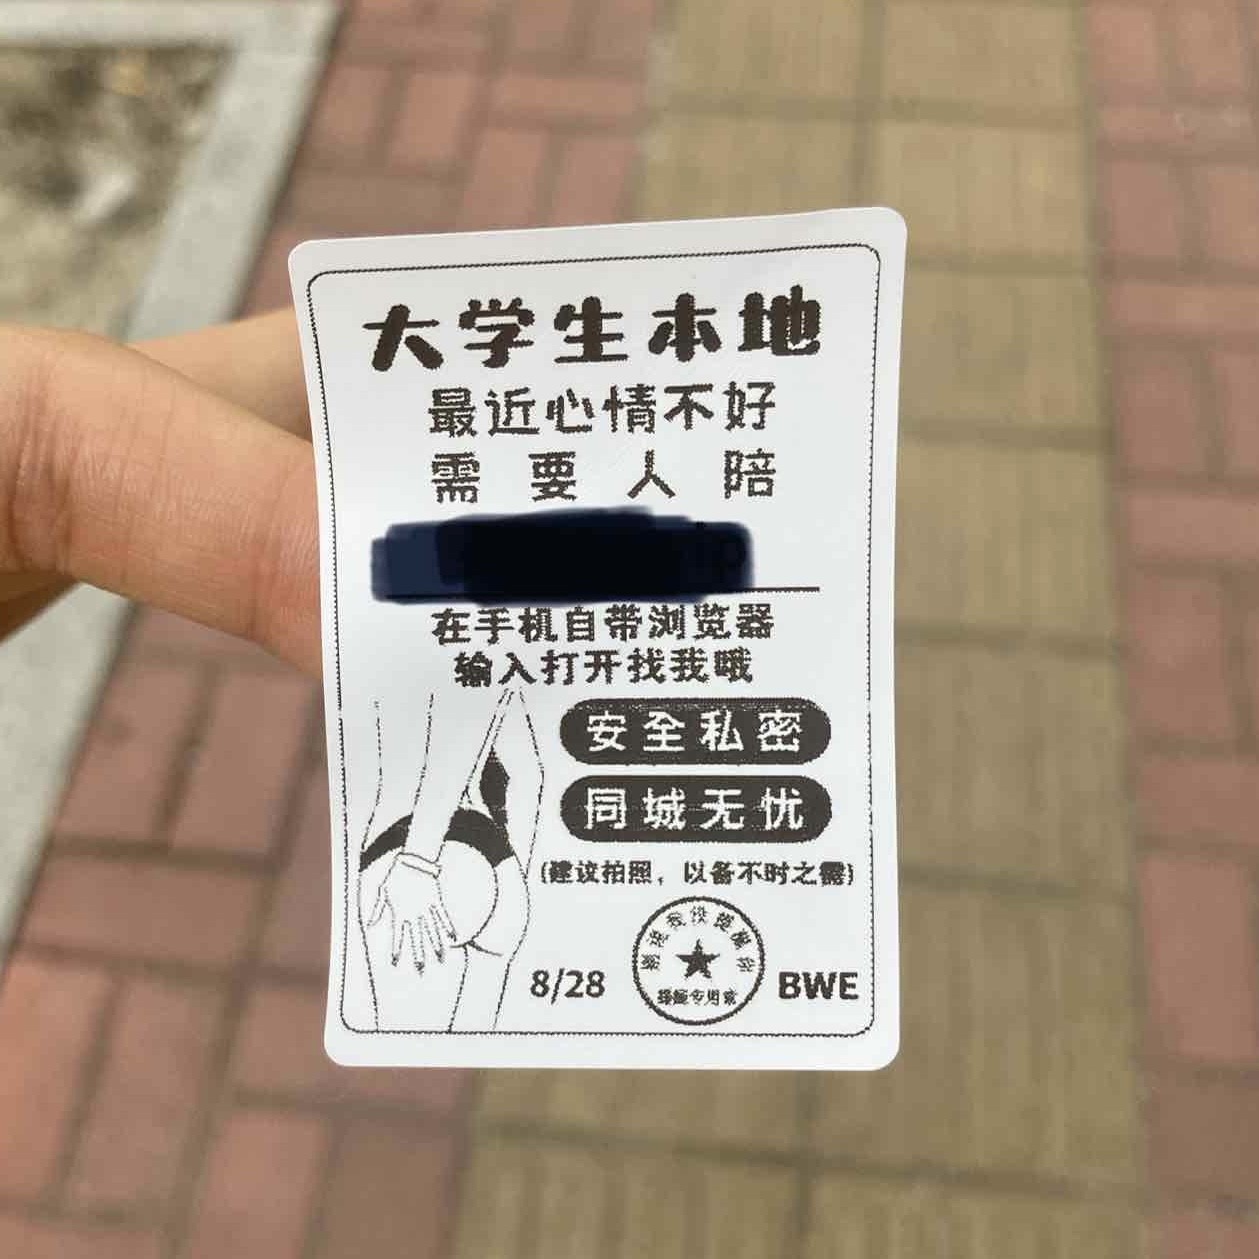 大学生本地
最近心情不好
需要人陪
在手机自带浏览器
输入打开找我哦
安全私密
同城无忧
(建议拍照，以备不时之需)
8/28
BWE